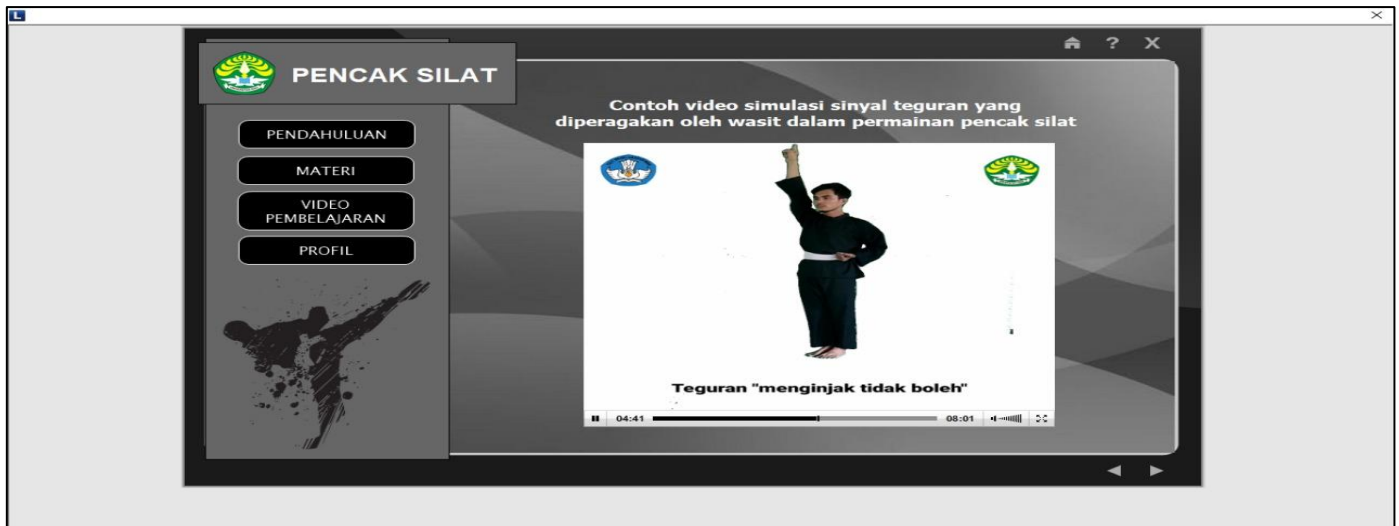 L
PENCAK SILAT
PENDAHULUAN
MATERI
VIDEO
PEMBELAJARAN
PROFIL
? X
Contoh video simulasi sinyal teguran yang
diperagakan oleh wasit dalam permainan pencak silat
Teguran "menginjak tidak boleh"
04:41 08:01